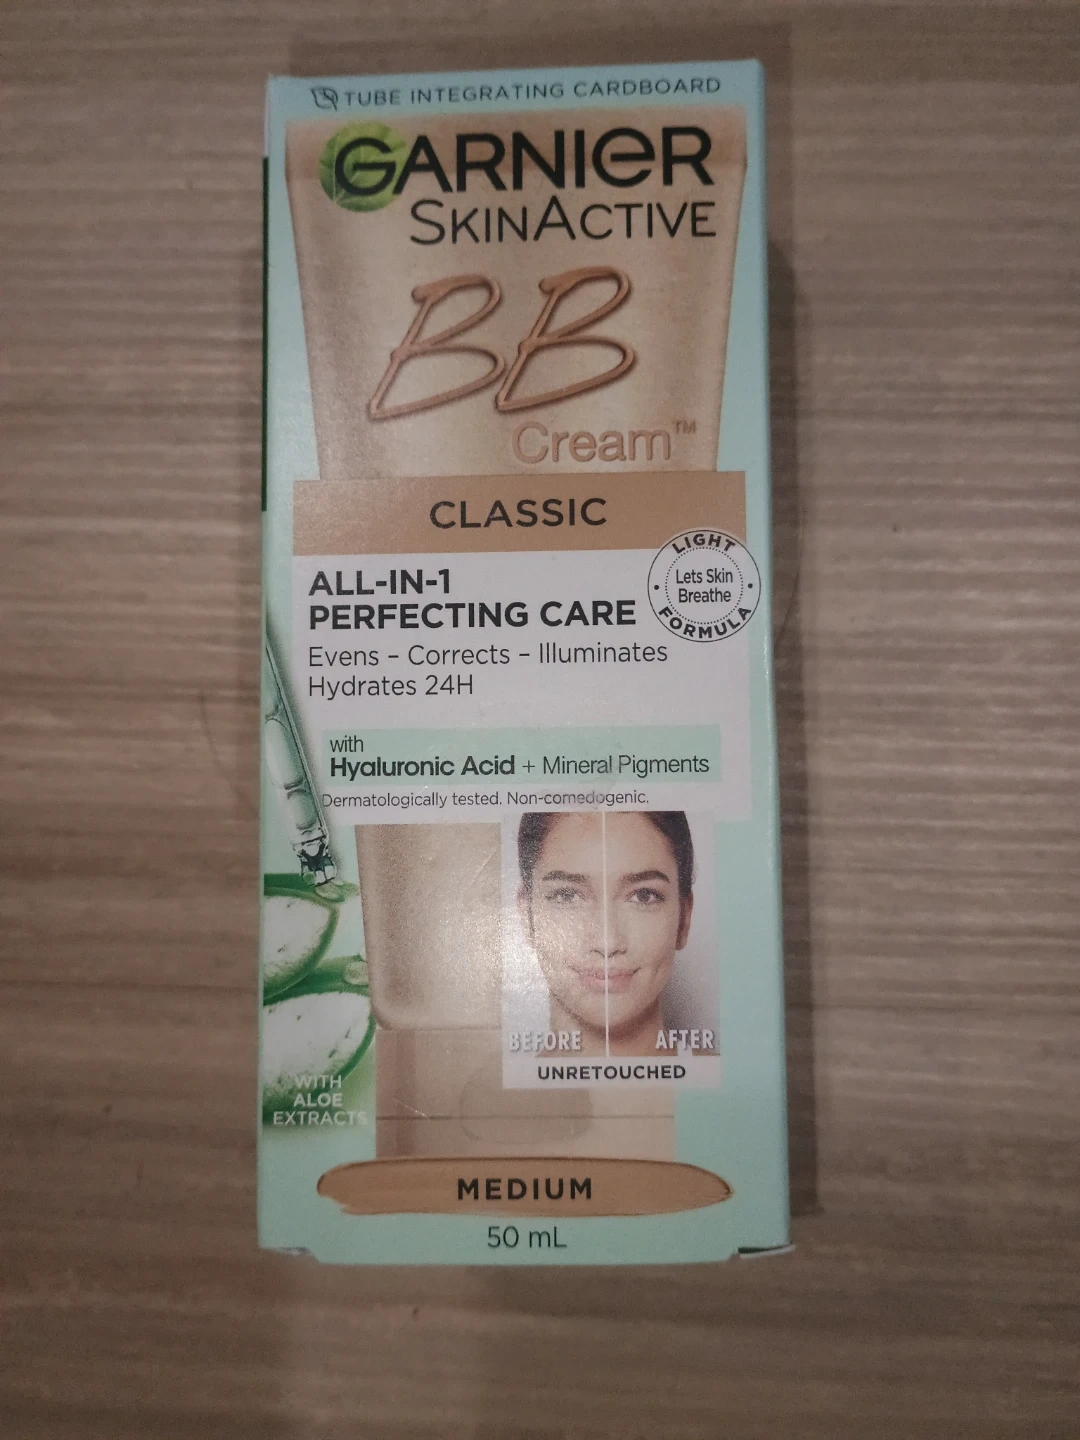 TUBE INTEGRATING CARDBOARD
GARNIER
SKINACTIVE
BB
Cream™
CLASSIC
LIGHT
Lets Skin
Breathe
FORMULA
ALL-IN-1
PERFECTING CARE
Evens – Corrects – Illuminates
Hydrates 24H
with
Hyaluronic Acid + Mineral Pigments
Dermatologically tested. Non-comedogenic.
BEFORE AFTER
UNRETOUCHED
WITH
ALOE
EXTRACTS
MEDIUM
50 mL